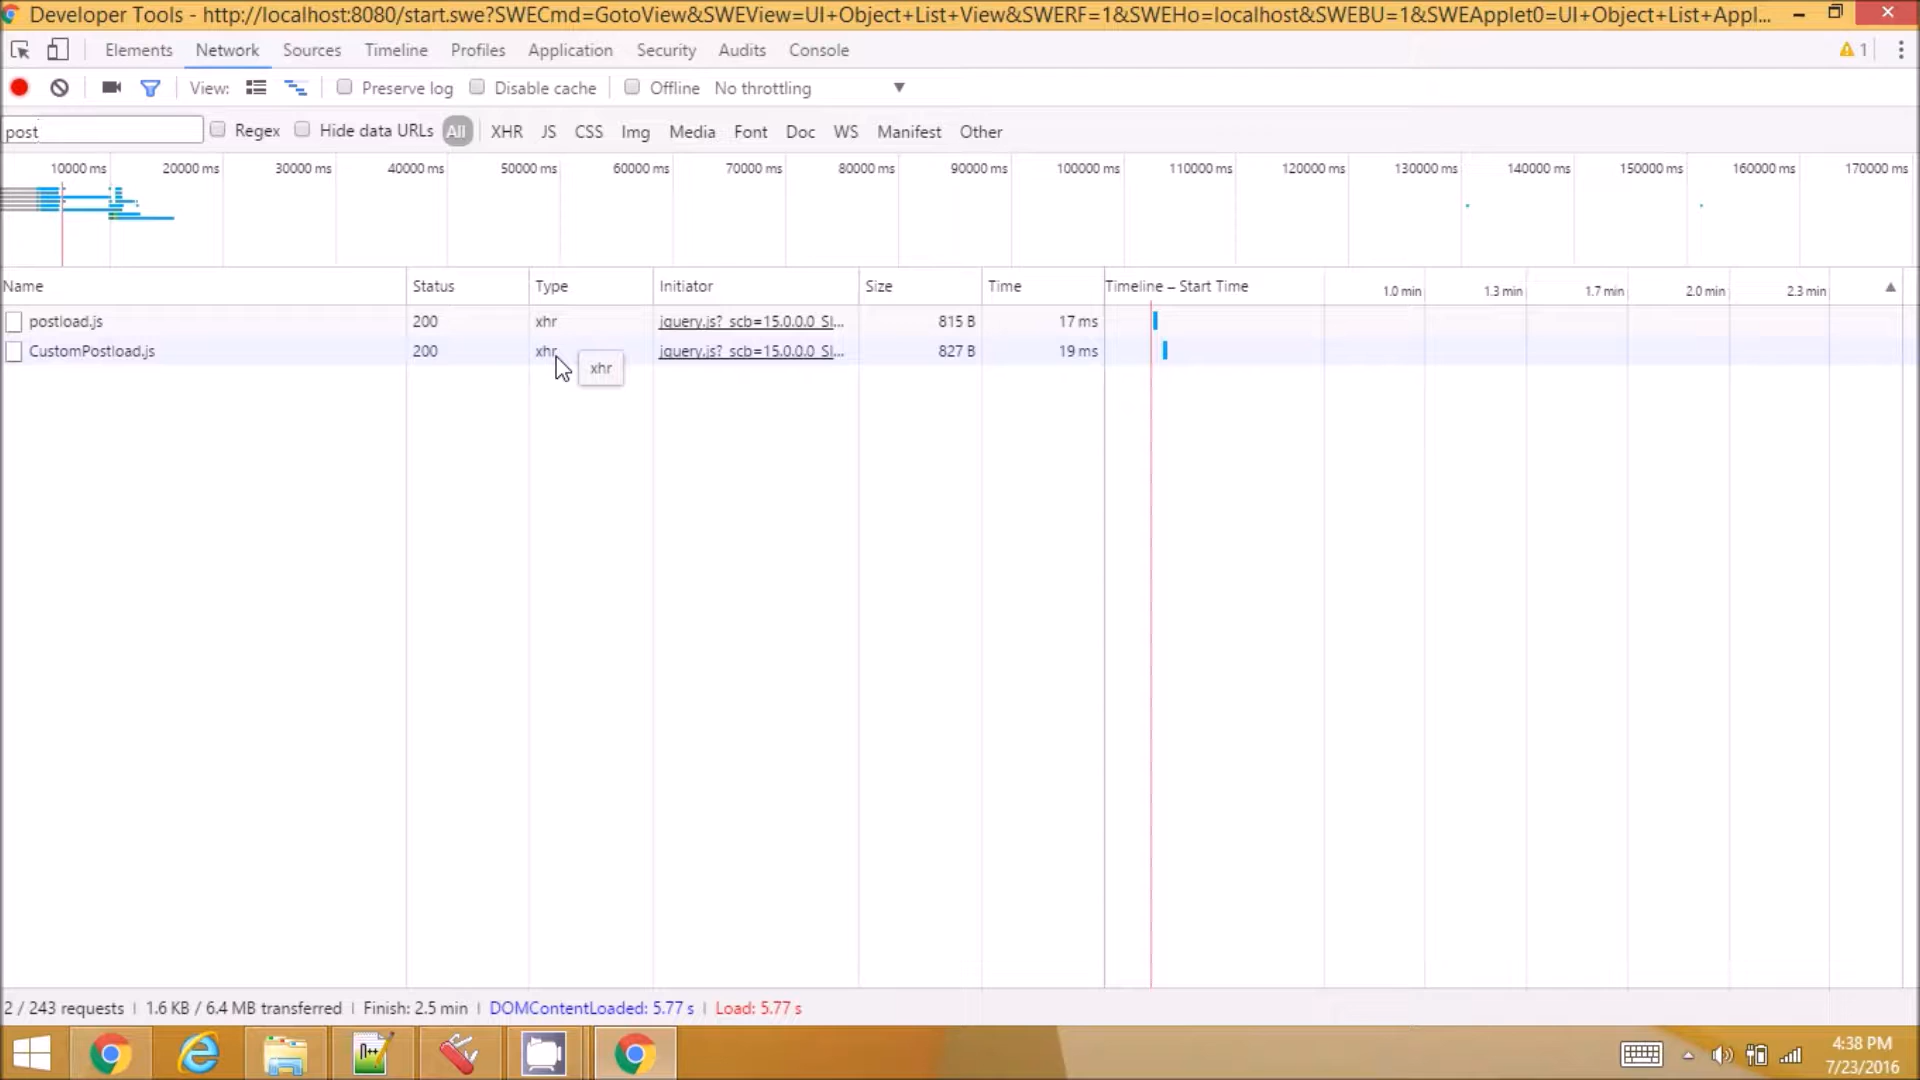 Developer Tools - http://localhost:8080/start.swe?SWECmd=GotoView&SWEView=UI+Object+List+View&SWERF=1&SWEHo=localhost&SWEBU=1&SWEApplet0=UI+Object+List+Appl...
Elements Network Sources Timeline Profiles Application Security Audits Console 1
View: Preserve log Disable cache Offline No throttling
post Regex Hide data URLs All XHR JS CSS Img Media Font Doc WS Manifest Other
10000 ms 20000 ms 30000 ms 40000 ms 50000 ms 60000 ms 70000 ms 80000 ms 90000 ms 100000 ms 110000 ms 120000 ms 130000 ms 140000 ms 150000 ms 160000 ms 170000 ms
Name Status Type Initiator Size Time Timeline – Start Time 1.0 min 1.3 min 1.7 min 2.0 min 2.3 min
postload.js 200 xhr jquery.js?_scb=15.0.0.0_SI... 815 B 17 ms
CustomPostload.js 200 xhr jquery.js?_scb=15.0.0.0_SI... 827 B 19 ms
xhr
2 / 243 requests | 1.6 KB / 6.4 MB transferred | Finish: 2.5 min | DOMContentLoaded: 5.77 s | Load: 5.77 s
4:38 PM
7/23/2016